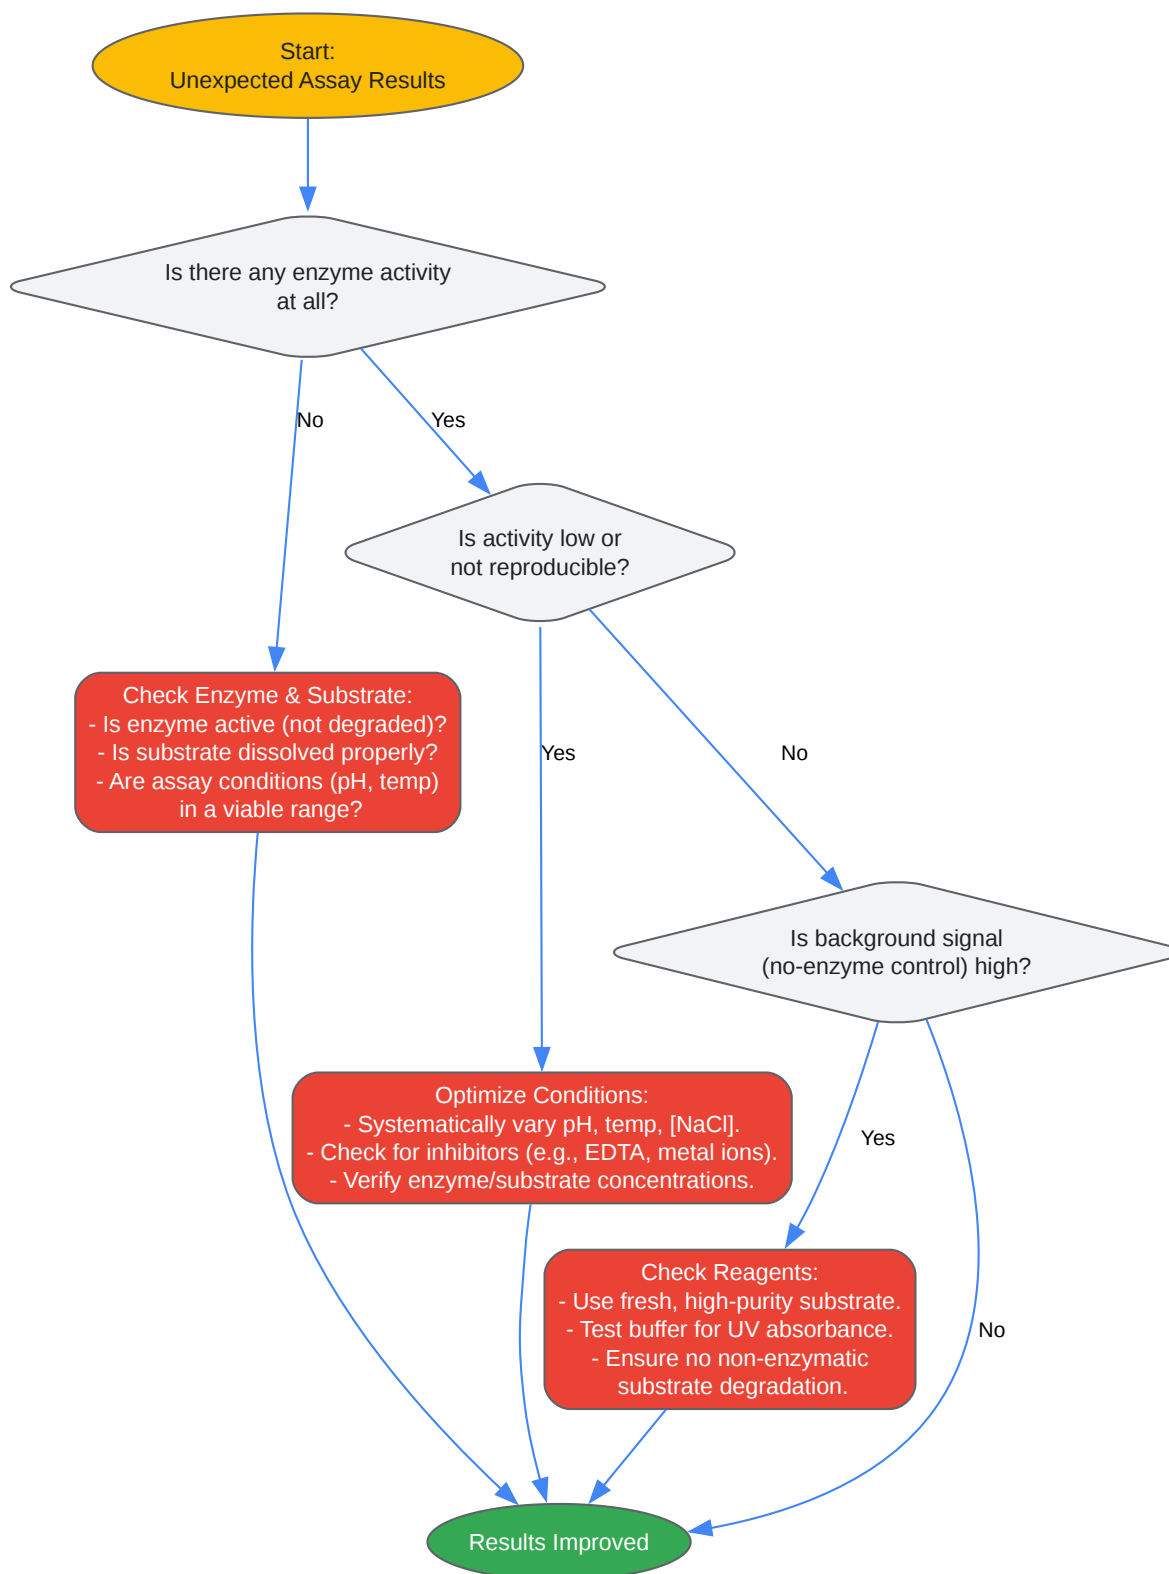 Start:
Unexpected Assay Results
Is there any enzyme activity
at all?
No
Yes
Is activity low or
not reproducible?
Check Enzyme & Substrate:
- Is enzyme active (not degraded)?
- Is substrate dissolved properly?
- Are assay conditions (pH, temp)
in a viable range?
Yes
No
Is background signal
(no-enzyme control) high?
Optimize Conditions:
- Systematically vary pH, temp, [NaCl].
- Check for inhibitors (e.g., EDTA, metal ions).
- Verify enzyme/substrate concentrations.
Yes
Check Reagents:
- Use fresh, high-purity substrate.
- Test buffer for UV absorbance.
- Ensure no non-enzymatic
substrate degradation.
No
Results Improved